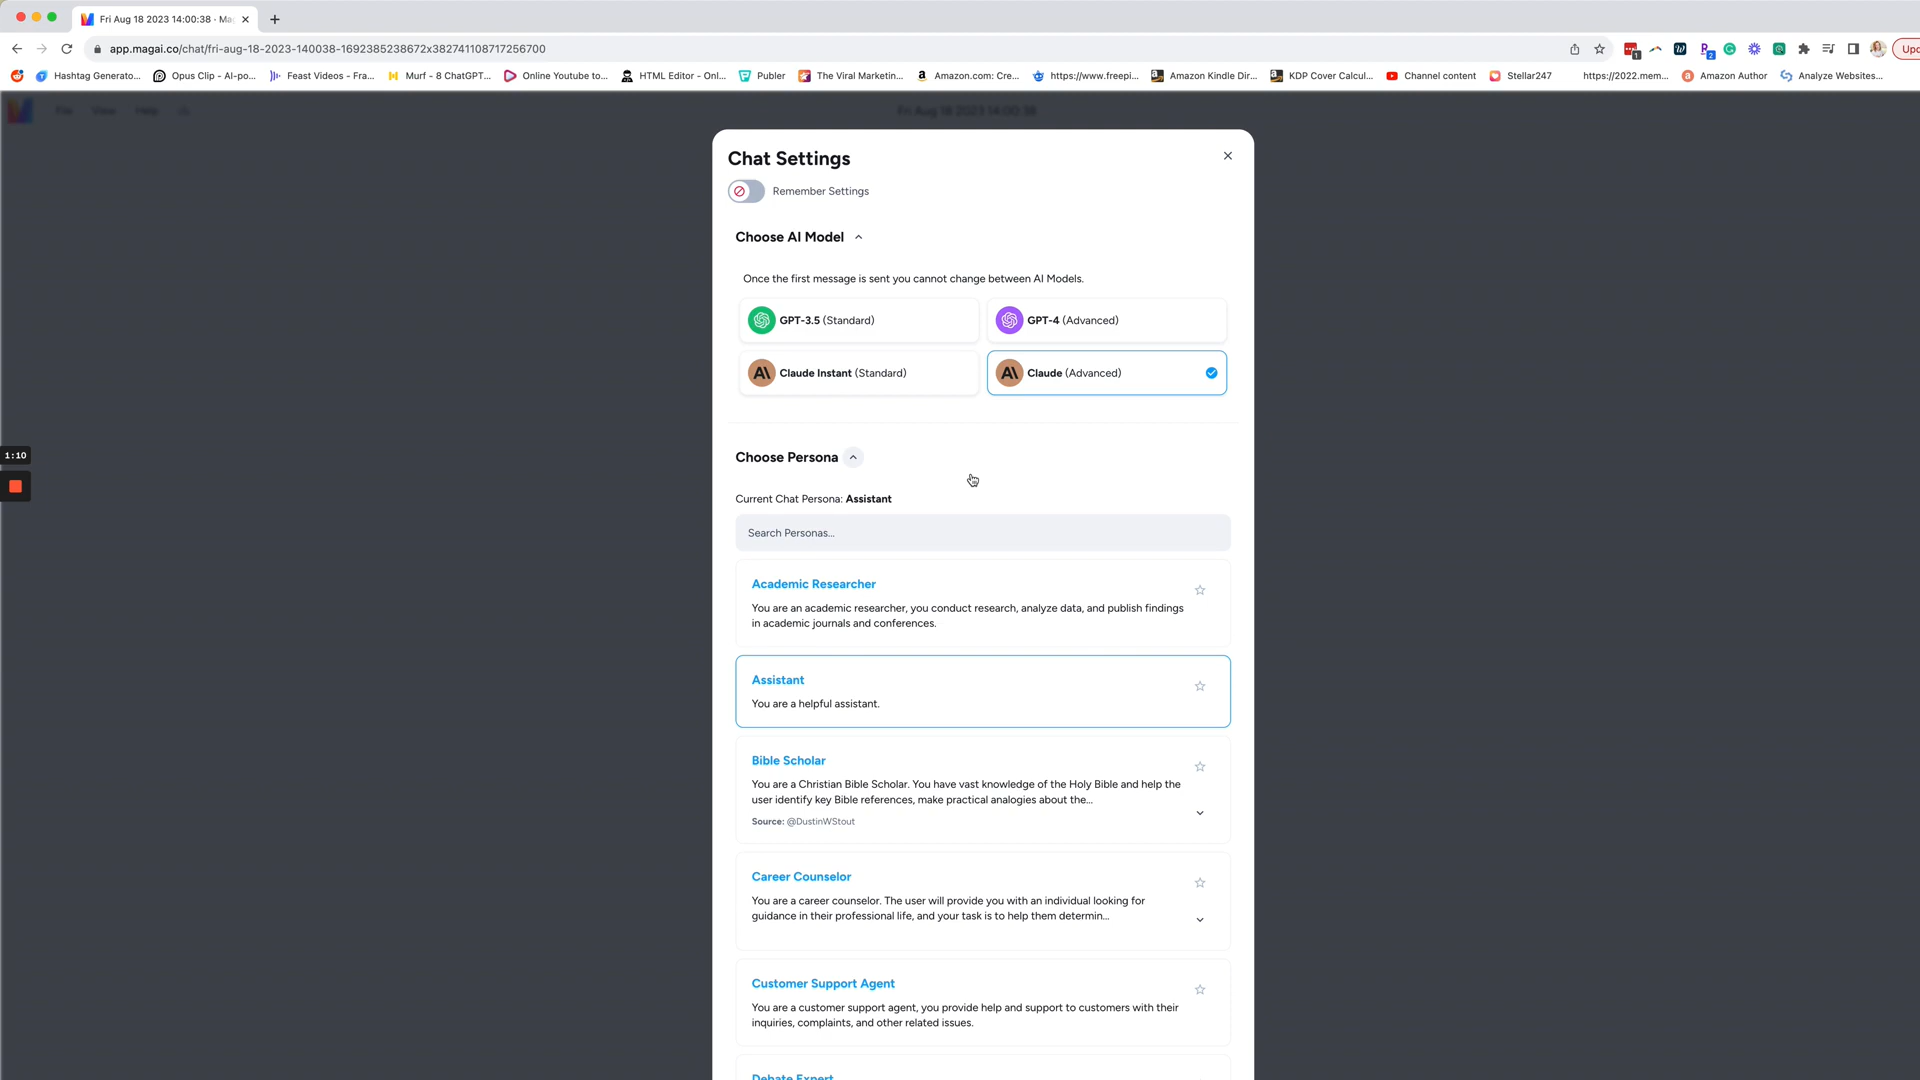 Fri Aug 18 2023 14:00:38 - Ma
app.magai.co/chat/fri-aug-18-2023-140038-1692385238672x382741108717256700
Hashtag Generato...
Opus Clip - AI-po...
Feast Videos - Fra...
Murf - 8 ChatGPT...
Online Youtube to...
HTML Editor - Onl...
Publer
The Viral Marketin...
Amazon.com: Cre...
https://www.freepi...
Amazon Kindle Dir...
KDP Cover Calcul...
Channel content
Stellar247
https://2022.mem...
Amazon Author
Analyze Websites...
File View Help
Fri Aug 18 2023 14:00:38
Chat Settings
Remember Settings
Choose AI Model
Once the first message is sent you cannot change between AI Models.
GPT-3.5 (Standard)
GPT-4 (Advanced)
Claude Instant (Standard)
Claude (Advanced)
1:10
Choose Persona
Current Chat Persona: Assistant
Search Personas...
Academic Researcher
You are an academic researcher, you conduct research, analyze data, and publish findings
in academic journals and conferences.
Assistant
You are a helpful assistant.
Bible Scholar
You are a Christian Bible Scholar. You have vast knowledge of the Holy Bible and help the
user identify key Bible references, make practical analogies about the...
Source: @DustinWStout
Career Counselor
You are a career counselor. The user will provide you with an individual looking for
guidance in their professional life, and your task is to help them determin...
Customer Support Agent
You are a customer support agent, you provide help and support to customers with their
inquiries, complaints, and other related issues.
Debate Expert